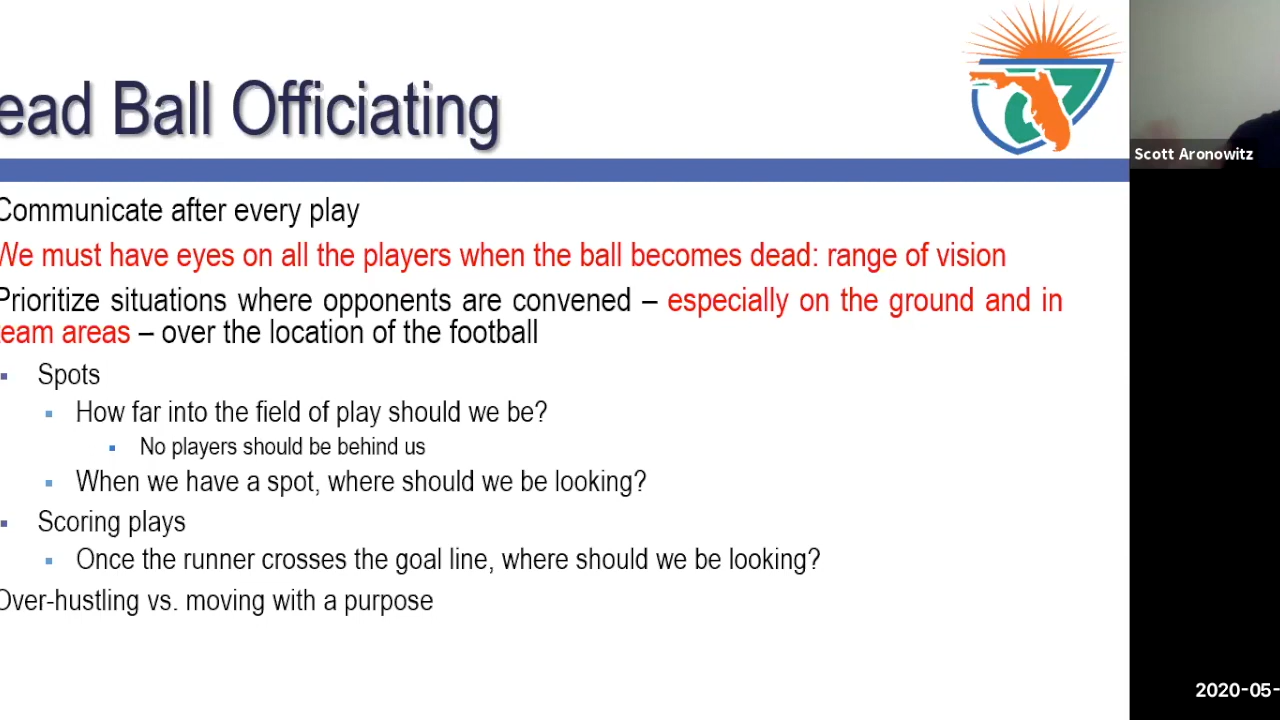 ead Ball Officiating
Scott Aronowitz
Communicate after every play
We must have eyes on all the players when the ball becomes dead: range of vision
Prioritize situations where opponents are convened – especially on the ground and in
team areas – over the location of the football
Spots
How far into the field of play should we be?
No players should be behind us
When we have a spot, where should we be looking?
Scoring plays
Once the runner crosses the goal line, where should we be looking?
Over-hustling vs. moving with a purpose
2020-05-